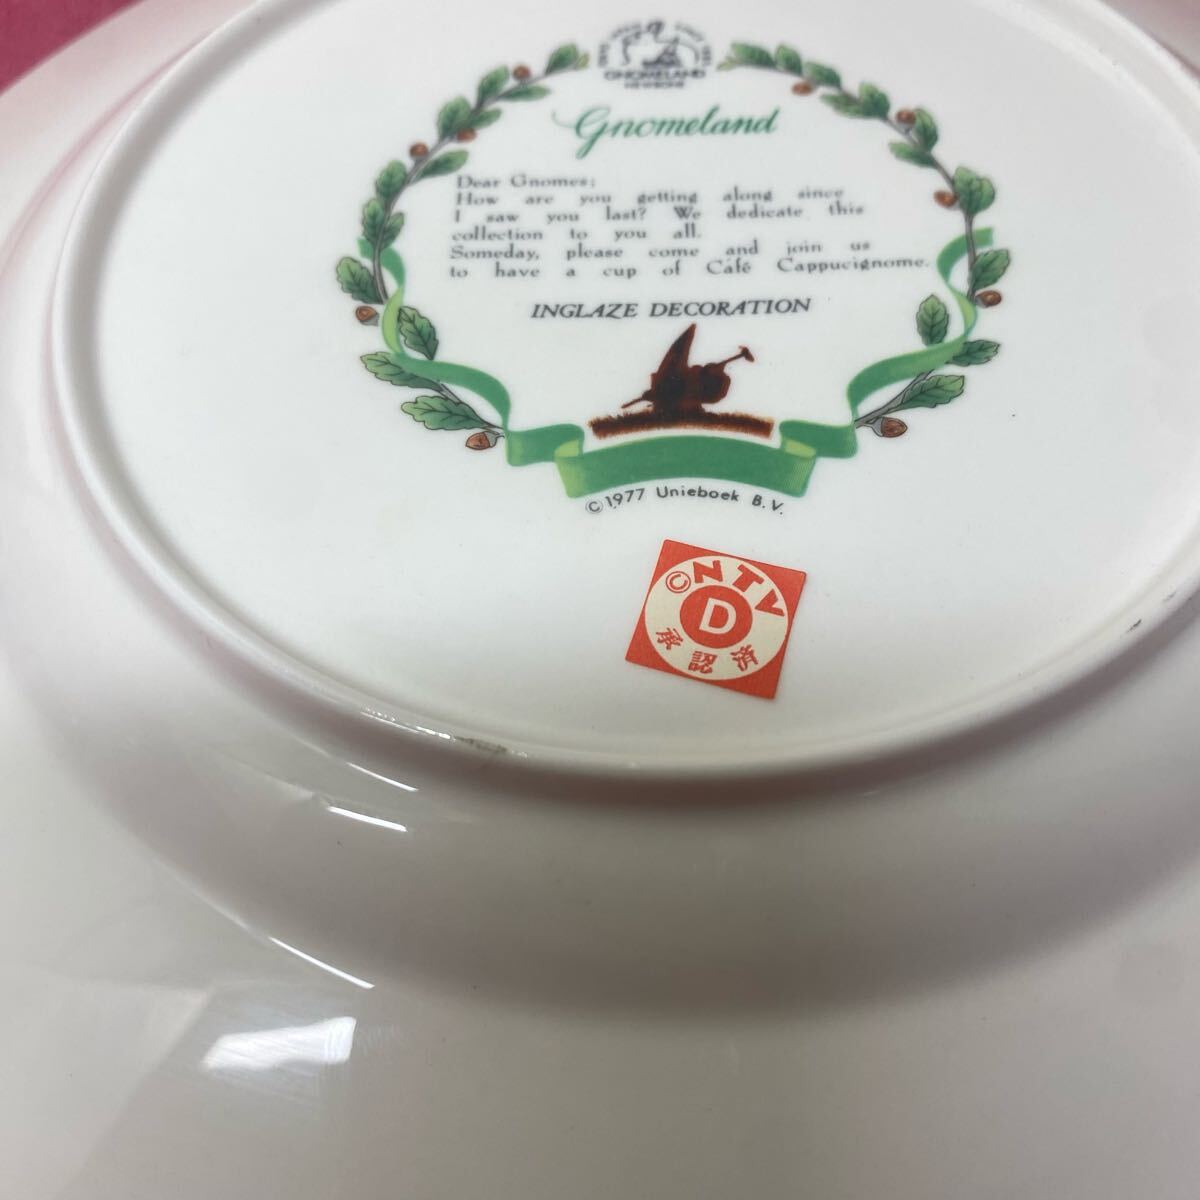 GNOMELAND
Gnomeland
Dear Gnomes;
How are you getting along since
I saw you last? We dedicate this
collection to you all.
Someday, please come and join us
to have a cup of Café Cappucignome.
INGLAZE DECORATION
©1977 Unieboek B.V.
©NTV
D
承認済